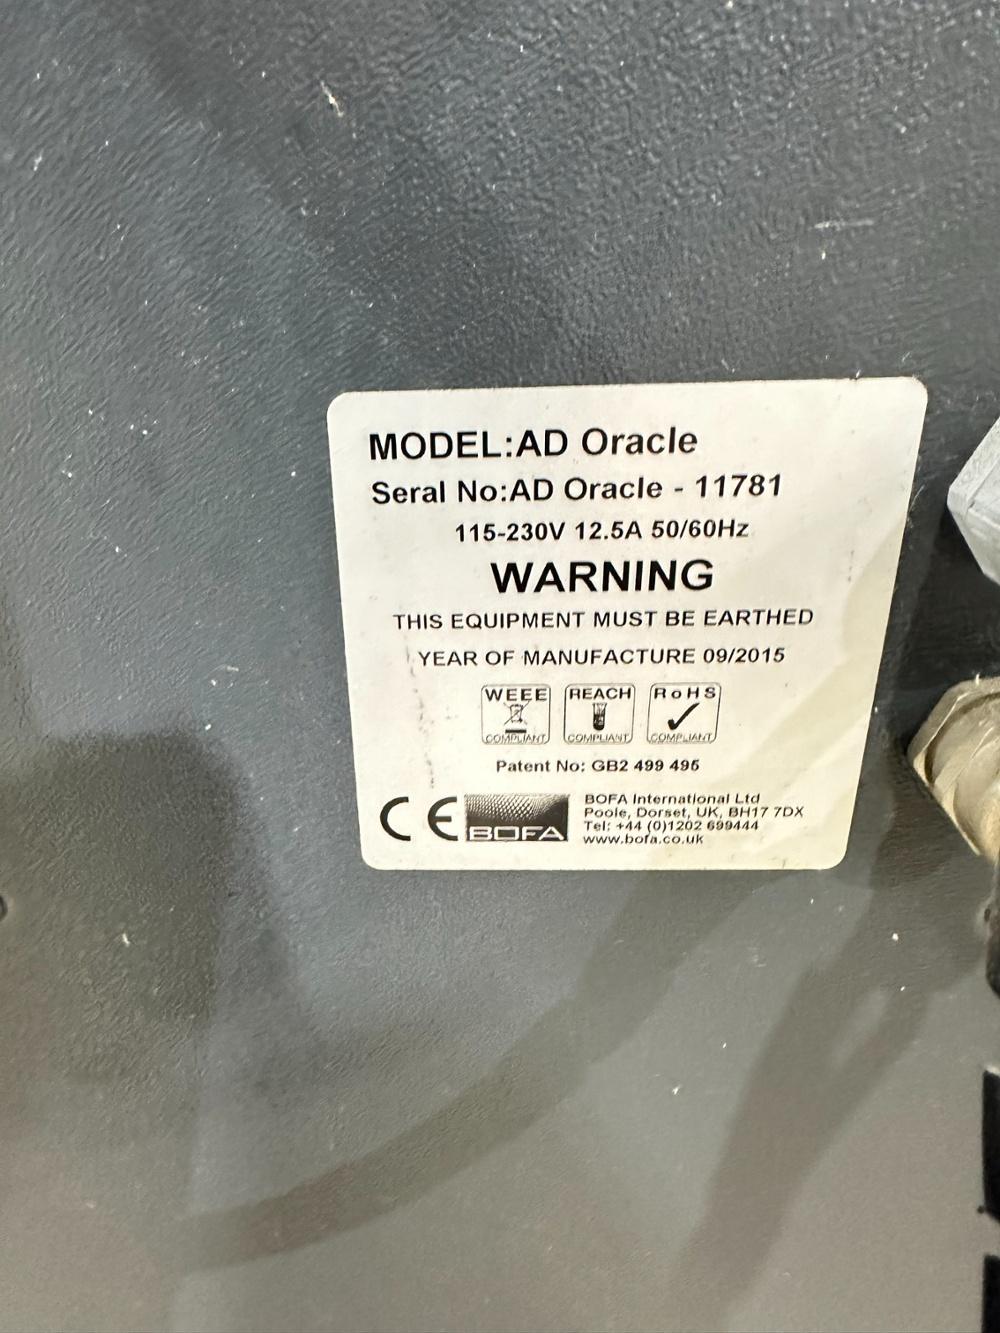 MODEL:AD Oracle
Seral No:AD Oracle - 11781
115-230V 12.5A 50/60Hz
WARNING
THIS EQUIPMENT MUST BE EARTHED
YEAR OF MANUFACTURE 09/2015
WEEE REACH RoHS
COMPLIANT COMPLIANT COMPLIANT
Patent No: GB2 499 495
CE BOFA
BOFA International Ltd
Poole, Dorset, UK, BH17 7DX
Tel: +44 (0)1202 699444
www.bofa.co.uk